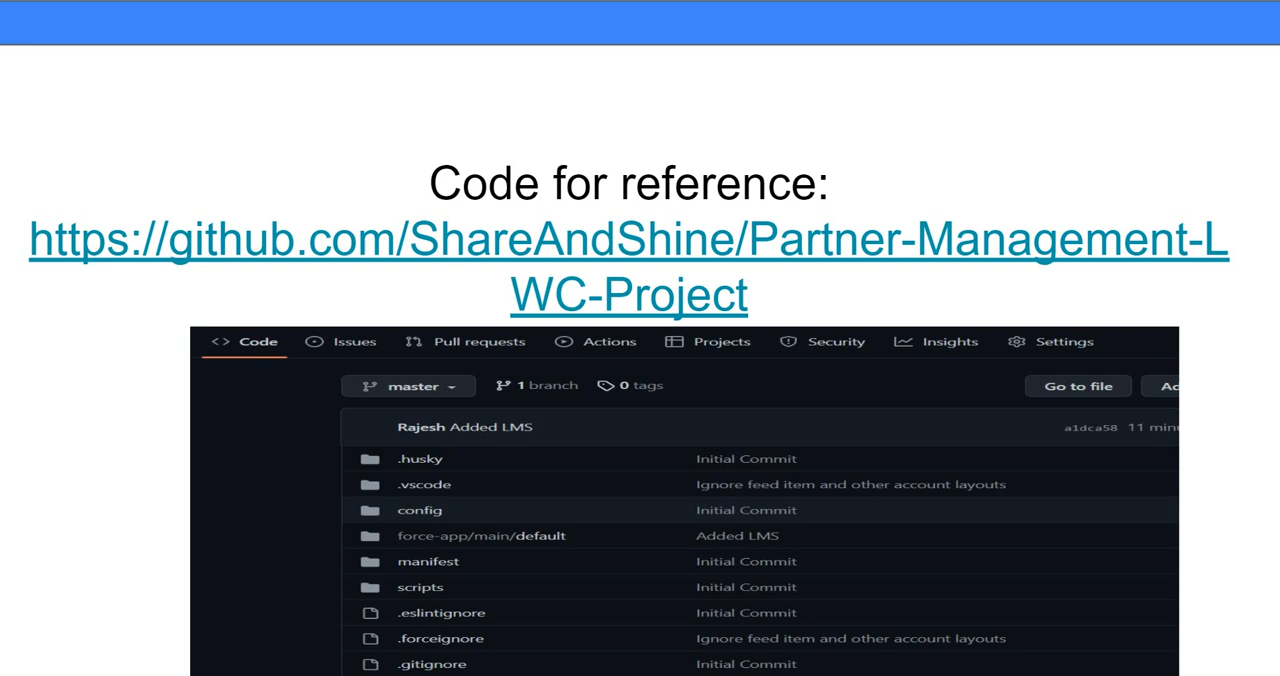 Code for reference:
https://github.com/ShareAndShine/Partner-Management-L
WC-Project
Code Issues Pull requests Actions Projects Security Insights Settings
master 1 branch 0 tags Go to file
Rajesh Added LMS a1dca58 11
.husky Initial Commit
.vscode Ignore feed item and other account layouts
config Initial Commit
force-app/main/default Added LMS
manifest Initial Commit
scripts Initial Commit
.eslintignore Initial Commit
.forceignore Ignore feed item and other account layouts
.gitignore Initial Commit